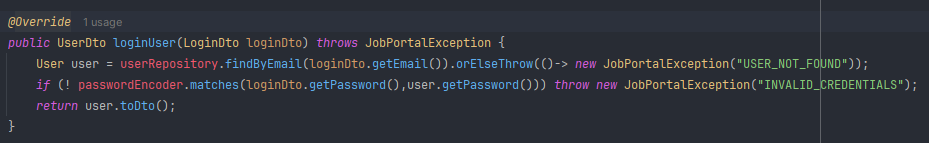 @Override 1 usage
public UserDto loginUser(LoginDto loginDto) throws JobPortalException {
User user = userRepository.findByEmail(loginDto.getEmail()).orElseThrow(()-> new JobPortalException("USER_NOT_FOUND"));
if (! passwordEncoder.matches(loginDto.getPassword(),user.getPassword())) throw new JobPortalException("INVALID_CREDENTIALS");
return user.toDto();
}